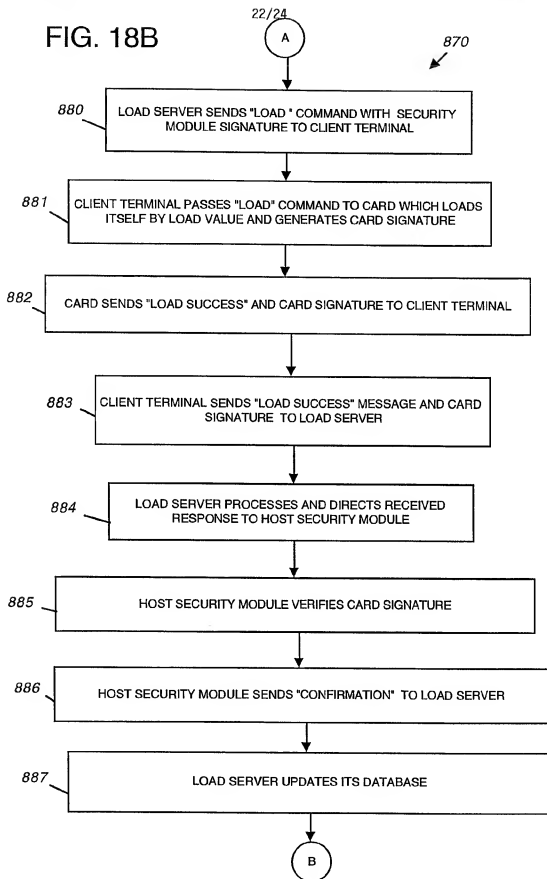 22/24
FIG. 18B
A
870
880
LOAD SERVER SENDS "LOAD " COMMAND WITH SECURITY
MODULE SIGNATURE TO CLIENT TERMINAL
881
CLIENT TERMINAL PASSES "LOAD" COMMAND TO CARD WHICH LOADS
ITSELF BY LOAD VALUE AND GENERATES CARD SIGNATURE
882
CARD SENDS "LOAD SUCCESS" AND CARD SIGNATURE TO CLIENT TERMINAL
883
CLIENT TERMINAL SENDS "LOAD SUCCESS" MESSAGE AND CARD
SIGNATURE TO LOAD SERVER
884
LOAD SERVER PROCESSES AND DIRECTS RECEIVED
RESPONSE TO HOST SECURITY MODULE
885
HOST SECURITY MODULE VERIFIES CARD SIGNATURE
886
HOST SECURITY MODULE SENDS "CONFIRMATION" TO LOAD SERVER
887
LOAD SERVER UPDATES ITS DATABASE
B